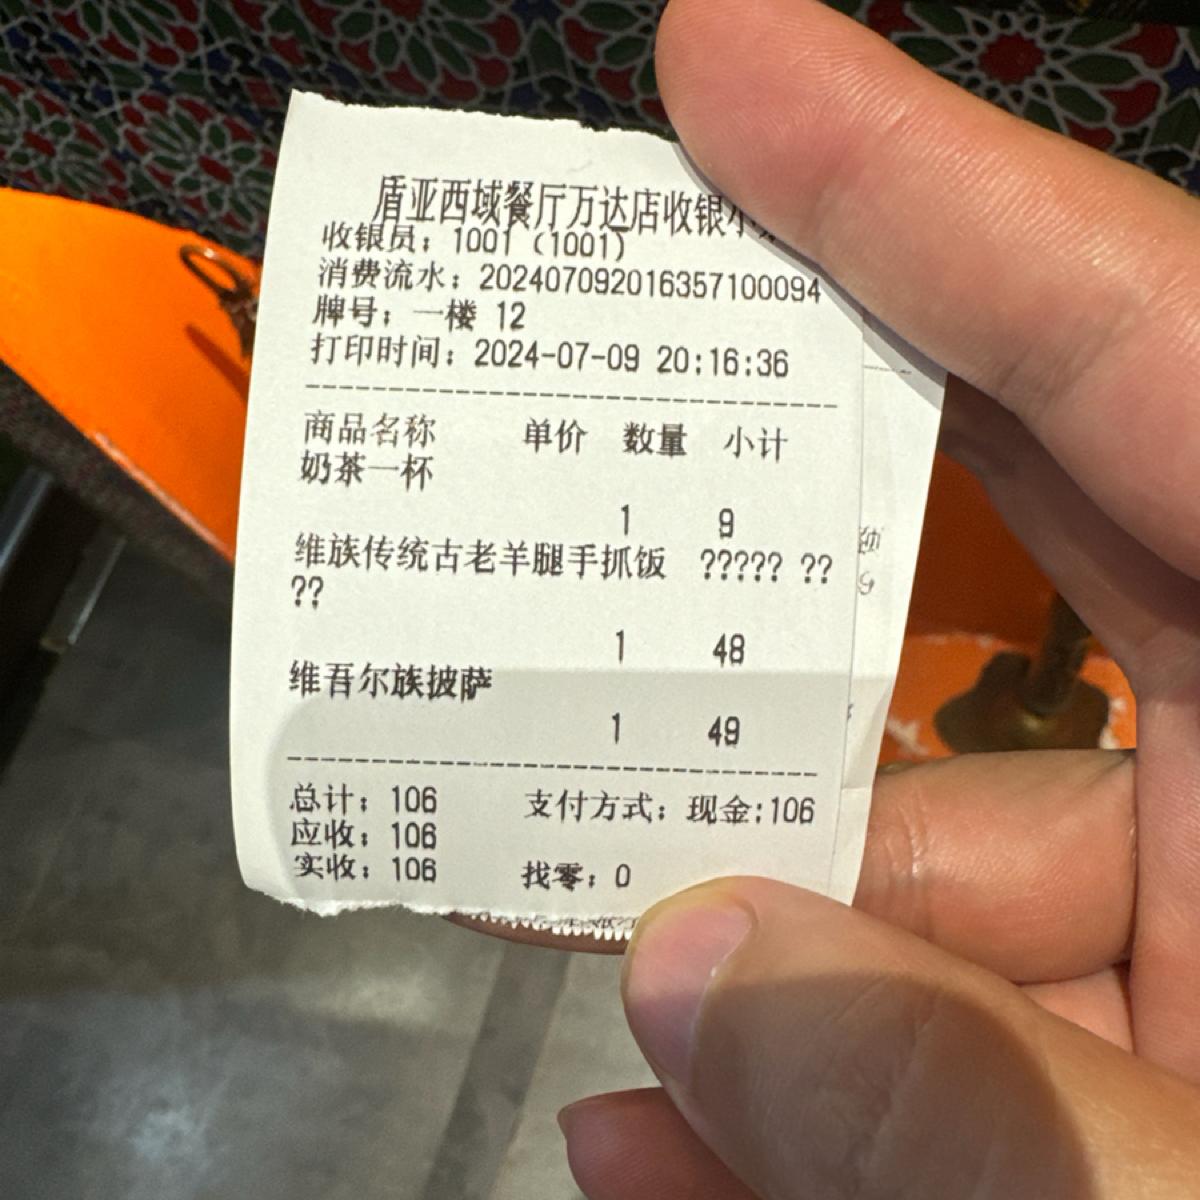 盾亚西域餐厅万达店收银小
收银员：1001 (1001)
消费流水：202407092016357100094
牌号：一楼 12
打印时间：2024-07-09 20:16:36
商品名称 单价 数量 小计
奶茶一杯
1 9
维族传统古老羊腿手抓饭 ????? ??
??
1 48
维吾尔族披萨
1 49
总计：106 支付方式：现金:106
应收：106
实收：106 找零：0